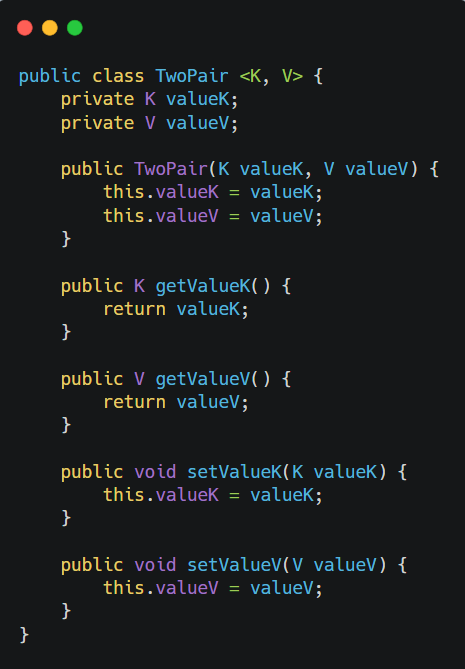 public class TwoPair <K, V> {
    private K valueK;
    private V valueV;

    public TwoPair(K valueK, V valueV) {
        this.valueK = valueK;
        this.valueV = valueV;
    }

    public K getValueK() {
        return valueK;
    }

    public V getValueV() {
        return valueV;
    }

    public void setValueK(K valueK) {
        this.valueK = valueK;
    }

    public void setValueV(V valueV) {
        this.valueV = valueV;
    }
}